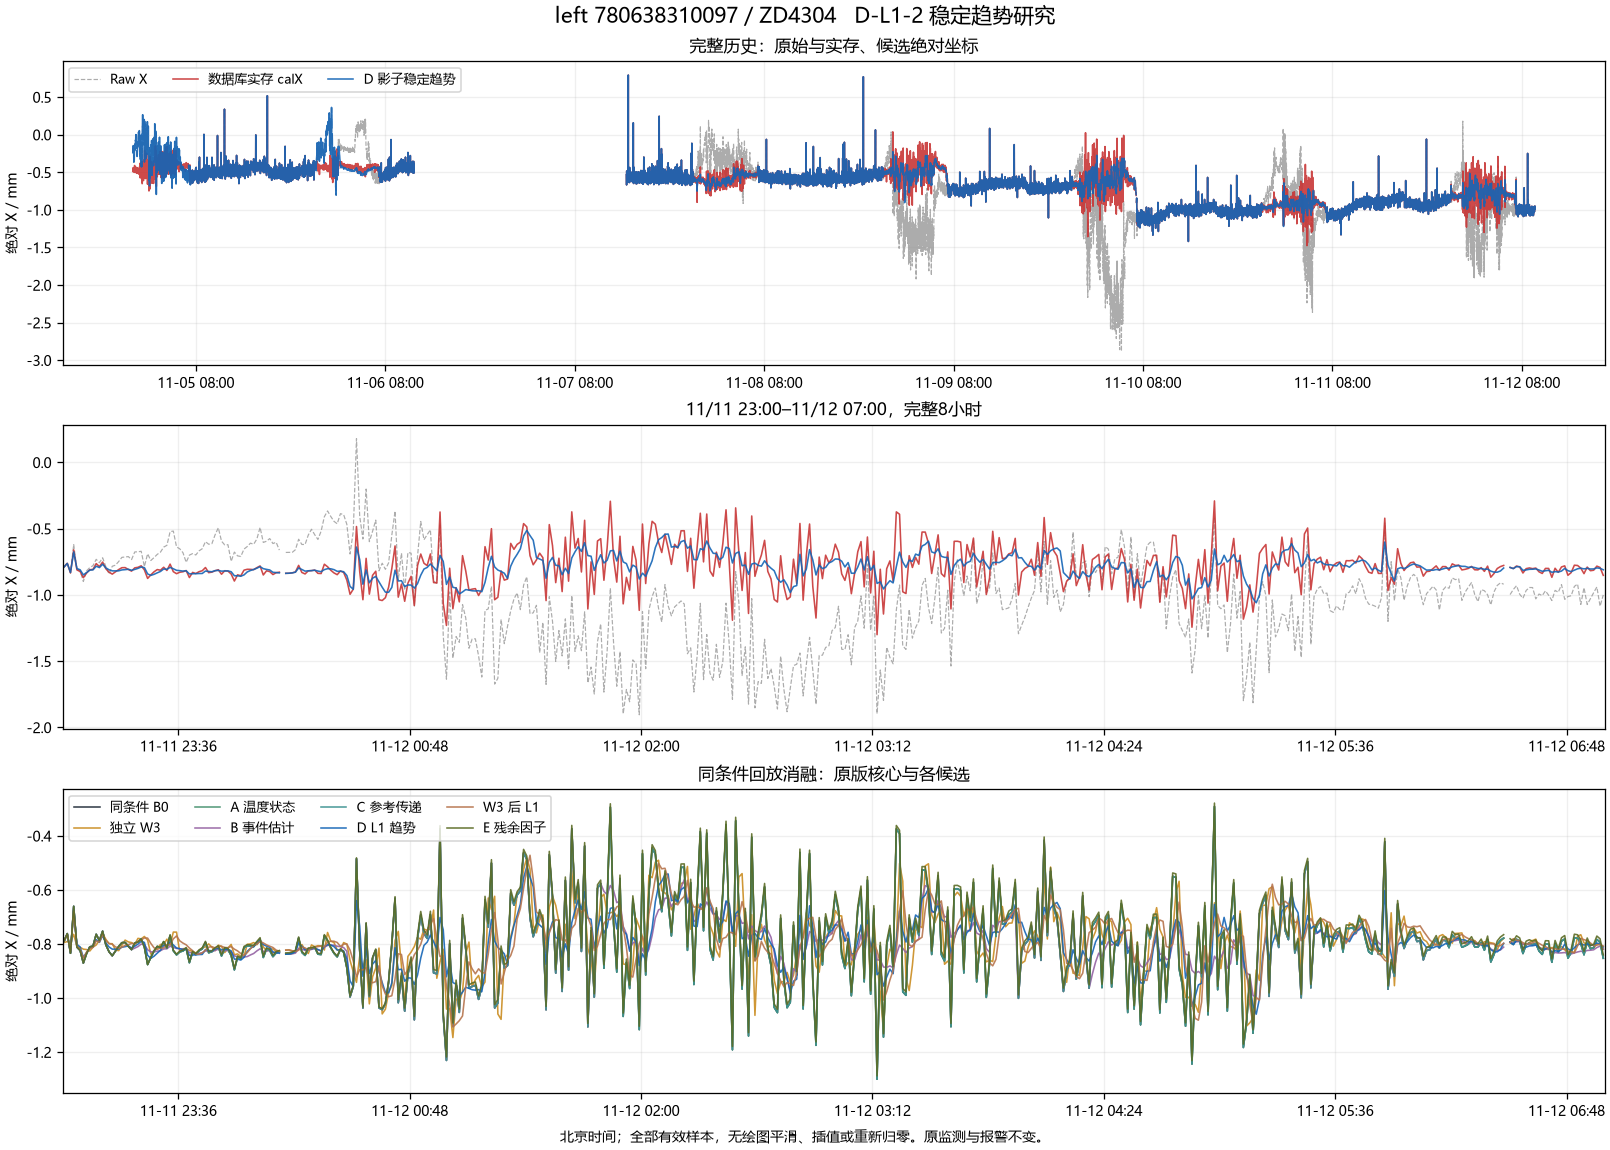 left 780638310097 / ZD4304   D-L1-2 稳定趋势研究
完整历史：原始与实存、候选绝对坐标
Raw X
数据库实存 calX
D 影子稳定趋势
绝对 X / mm
0.5
0.0
-0.5
-1.0
-1.5
-2.0
-2.5
-3.0
11-05 08:00
11-06 08:00
11-07 08:00
11-08 08:00
11-09 08:00
11-10 08:00
11-11 08:00
11-12 08:00
11/11 23:00–11/12 07:00，完整8小时
绝对 X / mm
0.0
-0.5
-1.0
-1.5
-2.0
11-11 23:36
11-12 00:48
11-12 02:00
11-12 03:12
11-12 04:24
11-12 05:36
11-12 06:48
同条件回放消融：原版核心与各候选
同条件 B0
A 温度状态
C 参考传递
W3 后 L1
独立 W3
B 事件估计
D L1 趋势
E 残余因子
绝对 X / mm
-0.4
-0.6
-0.8
-1.0
-1.2
11-11 23:36
11-12 00:48
11-12 02:00
11-12 03:12
11-12 04:24
11-12 05:36
11-12 06:48
北京时间；全部有效样本，无绘图平滑、插值或重新归零。原监测与报警不变。